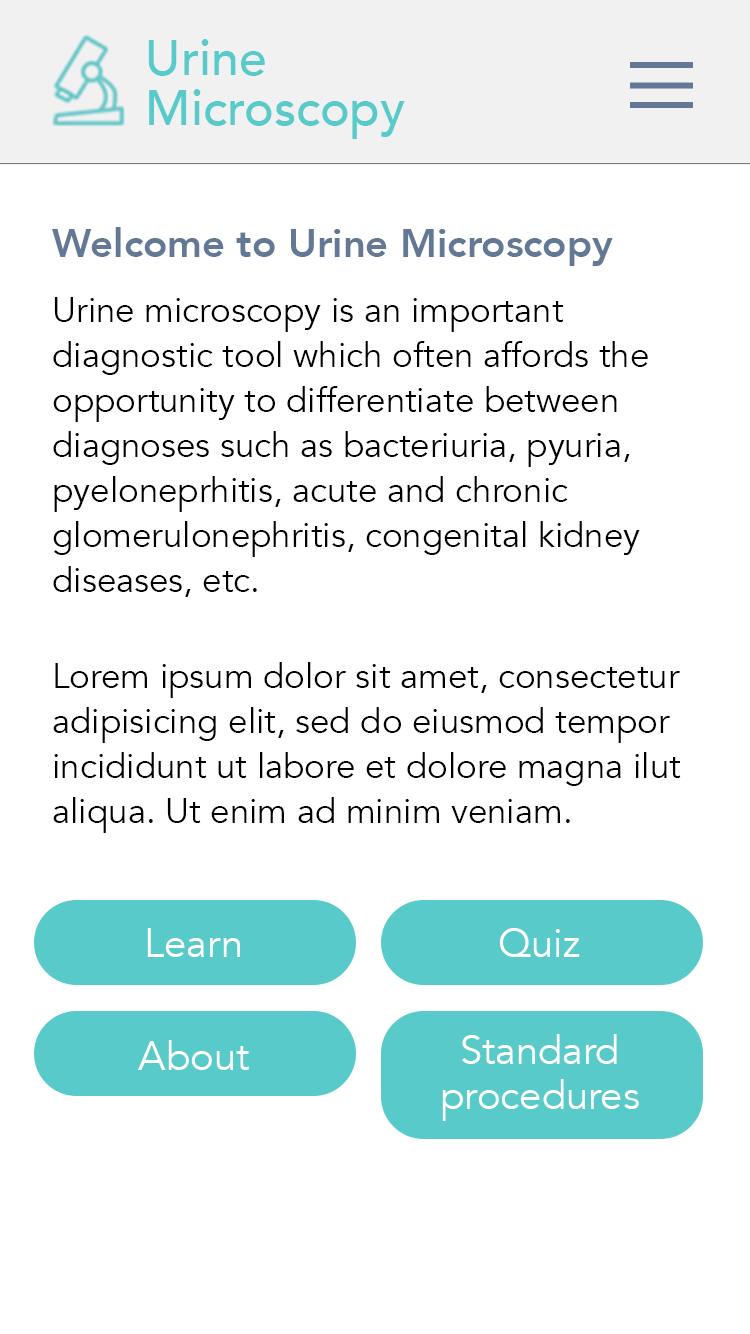 Urine
Microscopy
Welcome to Urine Microscopy
Urine microscopy is an important
diagnostic tool which often affords the
opportunity to differentiate between
diagnoses such as bacteriuria, pyuria,
pyeloneprhitis, acute and chronic
glomerulonephritis, congenital kidney
diseases, etc.
Lorem ipsum dolor sit amet, consectetur
adipisicing elit, sed do eiusmod tempor
incididunt ut labore et dolore magna ilut
aliqua. Ut enim ad minim veniam.
Learn
Quiz
About
Standard
procedures